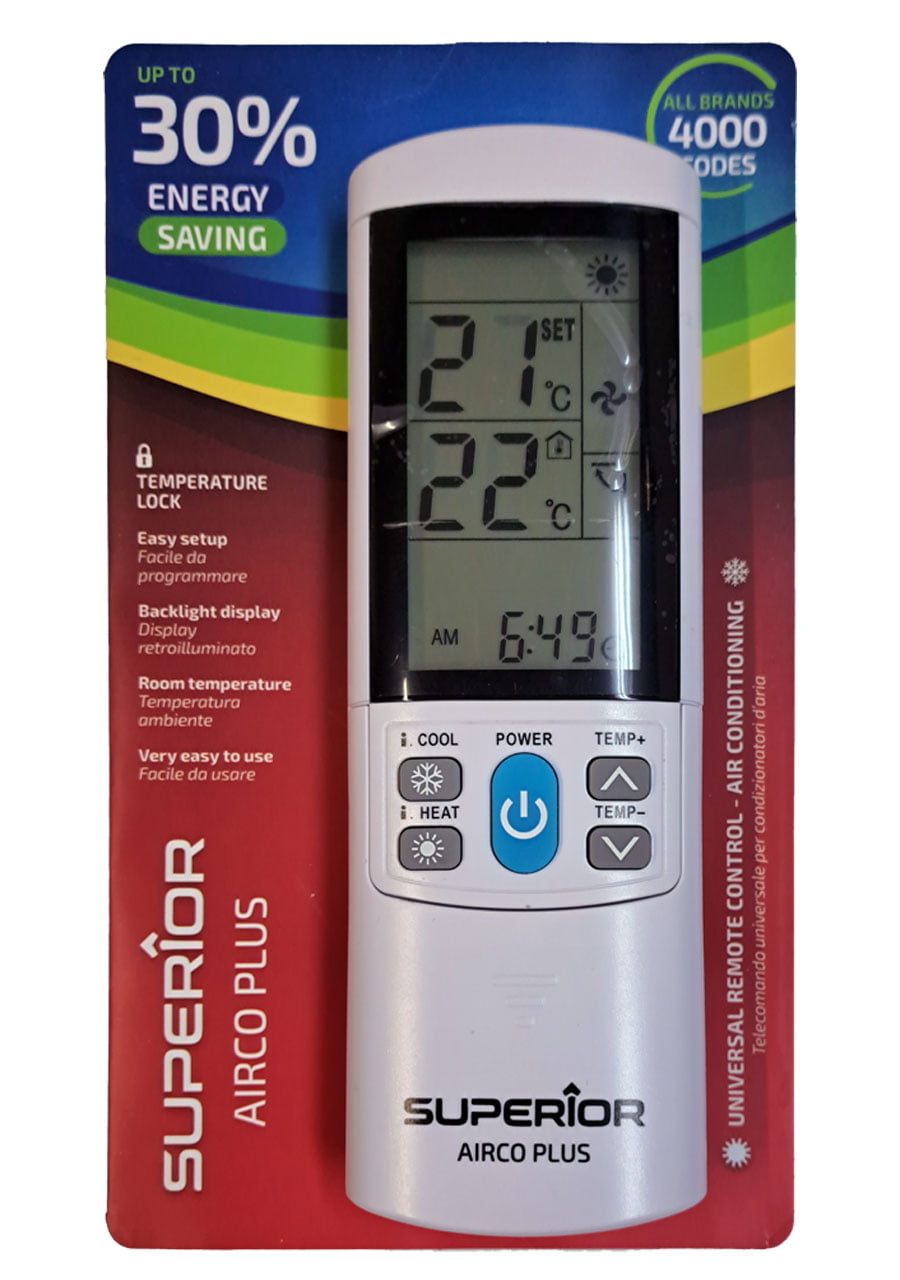 UP TO
30%
ENERGY
SAVING
ALL BRANDS
4000
CODES
21 SET
°C
22
°C
AM 6:49
TEMPERATURE
LOCK
Easy setup
Facile da
programmare
Backlight display
Display
retroilluminato
Room temperature
Temperatura
ambiente
Very easy to use
Facile da usare
SUPERIOR
AIRCO PLUS
i. COOL
POWER
TEMP+
i. HEAT
TEMP–
SUPERIOR
AIRCO PLUS
UNIVERSAL REMOTE CONTROL - AIR CONDITIONING
Telecomando universale per condizionatori d'aria